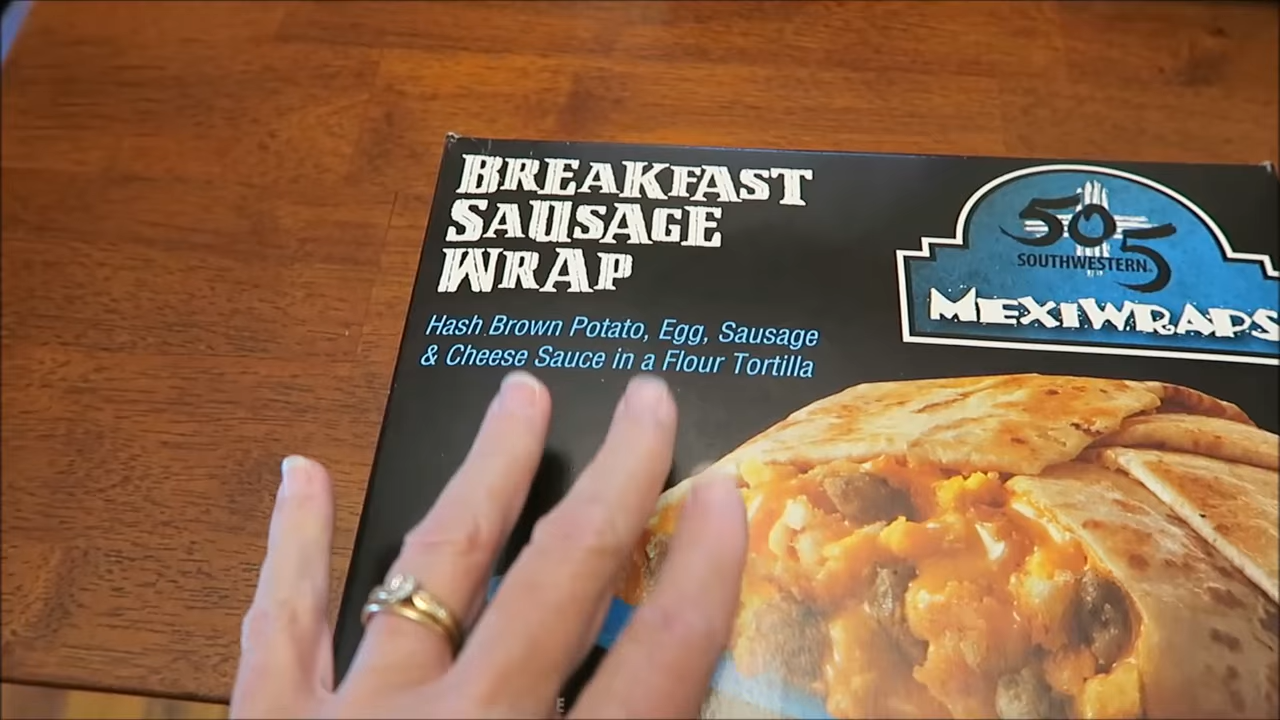 BREAKFAST
SAUSAGE
WRAP
Hash Brown Potato, Egg, Sausage
& Cheese Sauce in a Flour Tortilla
505
SOUTHWESTERN
MEXIWRAPS